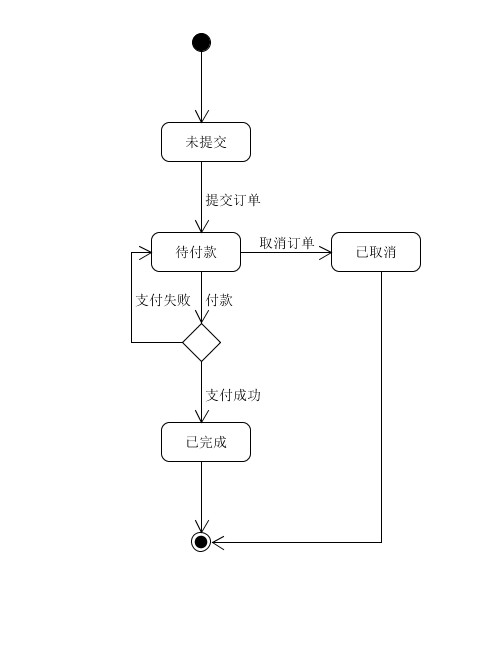 未提交
提交订单
取消订单
待付款
已取消
支付失败
付款
支付成功
已完成